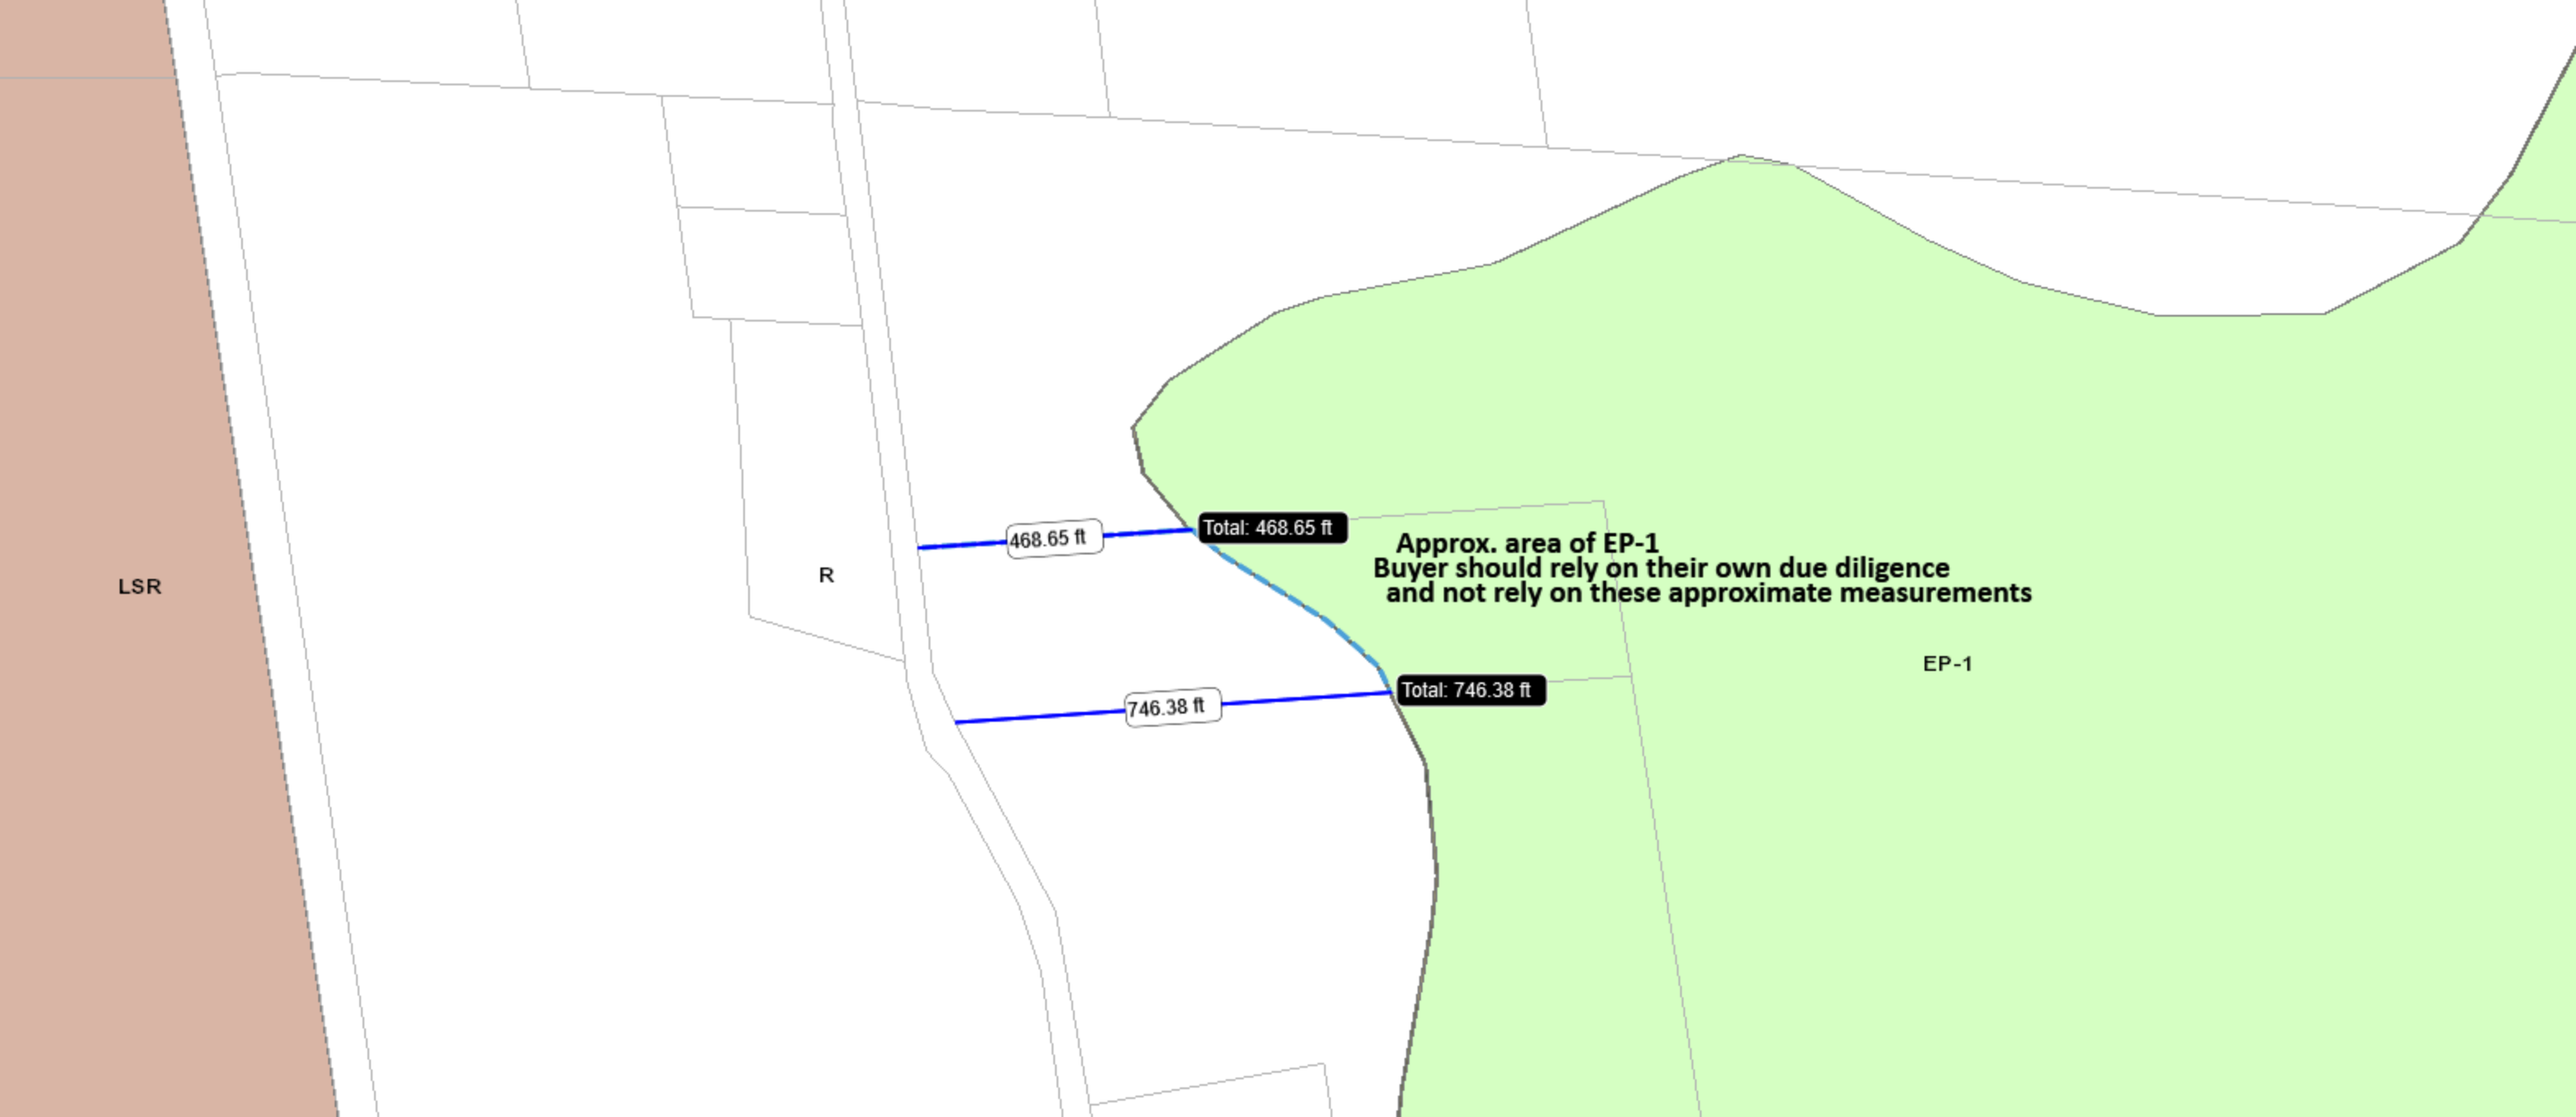 Total: 468.65 ft
468.65 ft
Approx. area of EP-1
Buyer should rely on their own due diligence
and not rely on these approximate measurements
R
LSR
EP-1
Total: 746.38 ft
746.38 ft